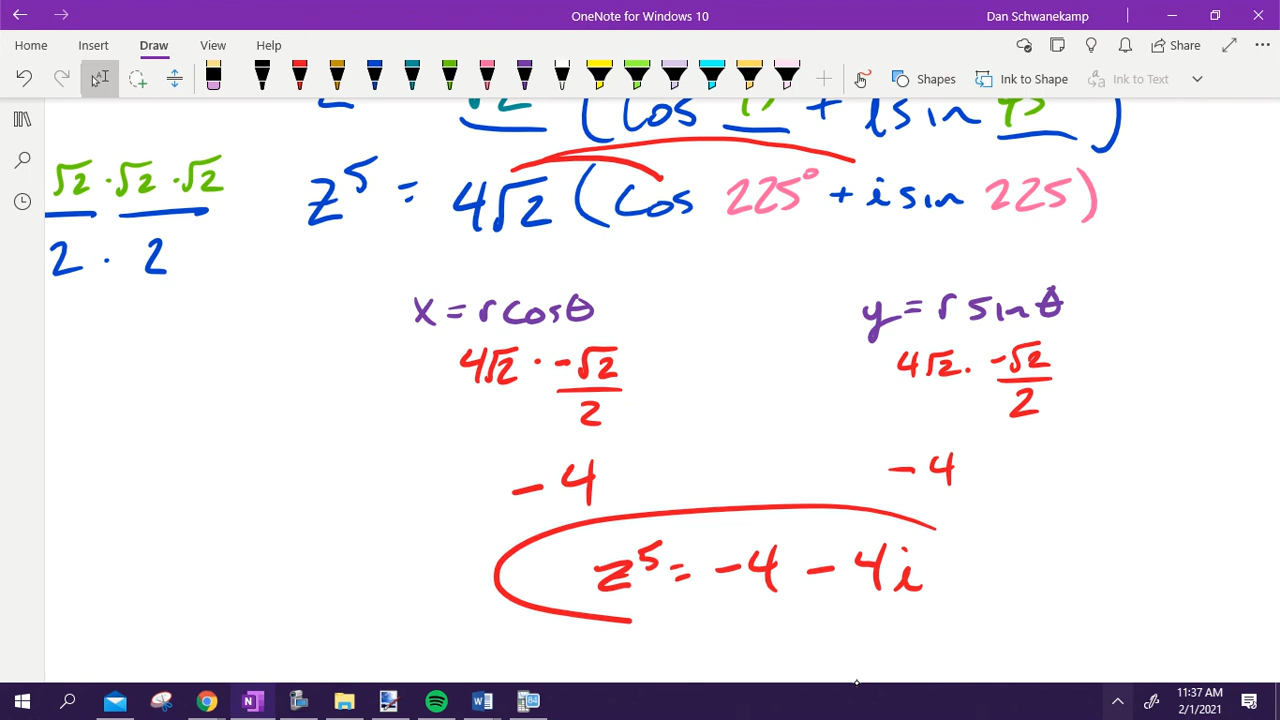 OneNote for Windows 10
Dan Schwanekamp
Home Insert Draw View Help
Share
Shapes Ink to Shape Ink to Text
(cos + i sin )
√2 · √2 · √2
z⁵ = 4√2 (cos 225° + i sin 225)
2 · 2
x = r cosθ y = r sinθ
4√2 · -√2/2 4√2 · -√2/2
-4 -4
z⁵ = -4 - 4i
11:37 AM
2/1/2021